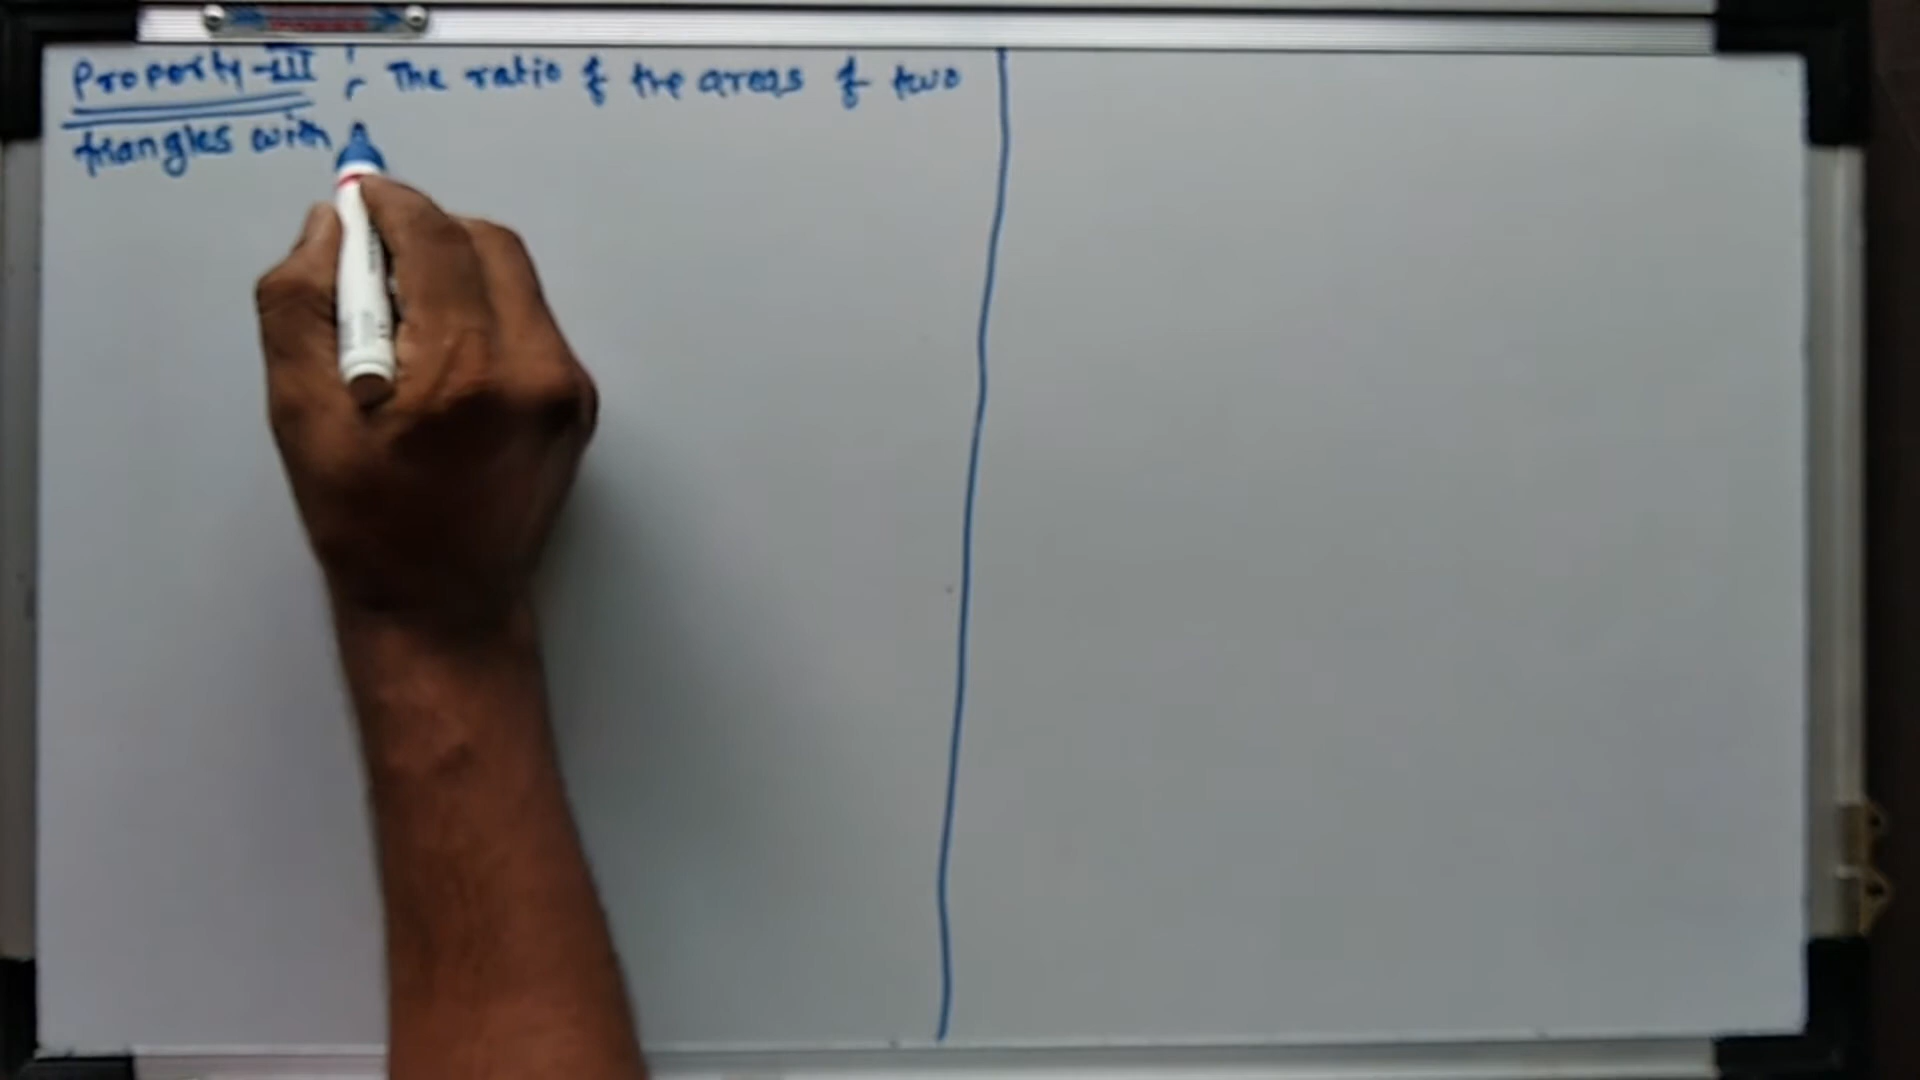 Property-III : The ratio of the areas of two
triangles with